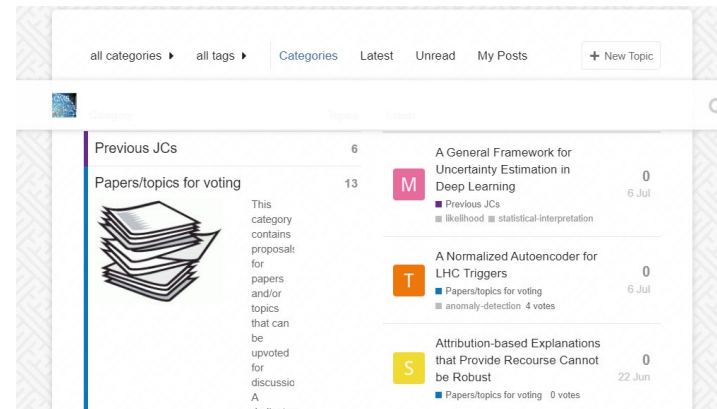 all categories ▸ all tags ▸ Categories Latest Unread My Posts + New Topic
Category Topics Latest
Previous JCs 6
Papers/topics for voting 13
This
category
contains
proposals
for
papers
and/or
topics
that can
be
upvoted
for
A
M
A General Framework for
Uncertainty Estimation in
Deep Learning
Previous JCs
likelihood statistical-interpretation
0
6 Jul
T
A Normalized Autoencoder for
LHC Triggers
Papers/topics for voting
anomaly-detection 4 votes
0
6 Jul
S
Attribution-based Explanations
that Provide Recourse Cannot
be Robust
Papers/topics for voting 0 votes
0
22 Jun